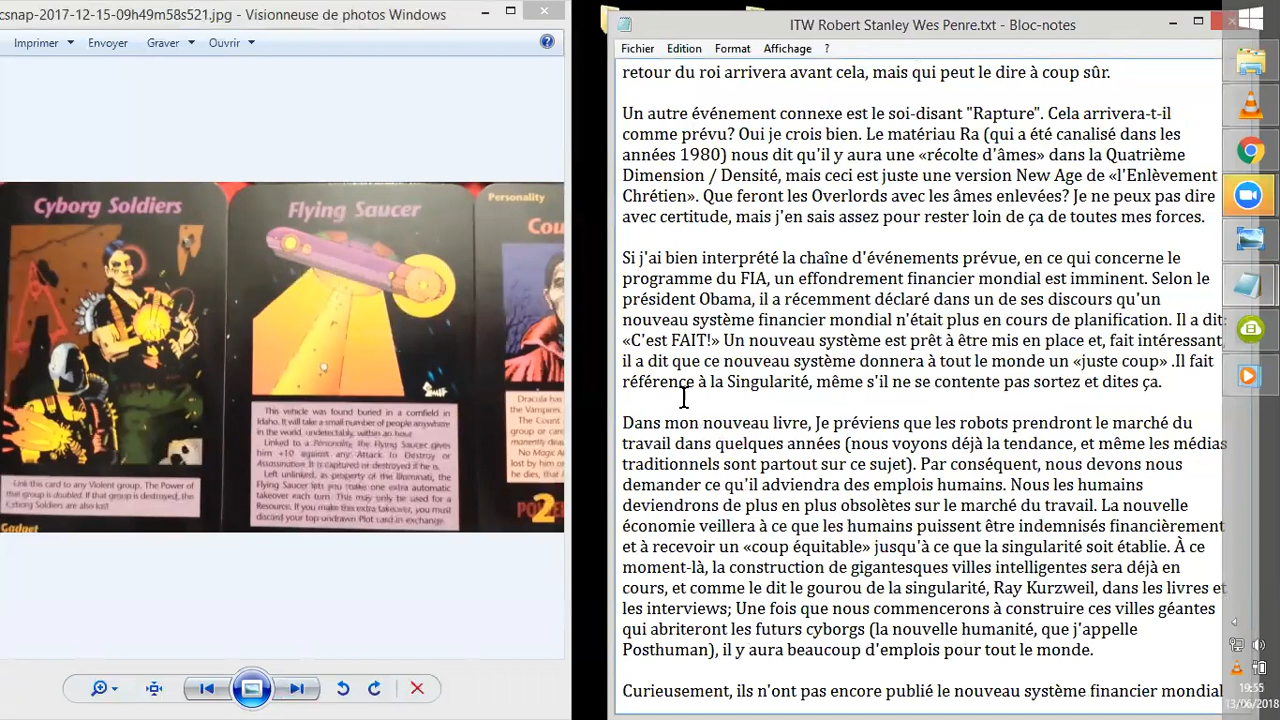 csnap-2017-12-15-09h49m58s521.jpg - Visionneuse de photos Windows
Imprimer
Envoyer
Graver
Ouvrir
Cyborg Soldiers
Link this card to any Violent group. The Power of
that group is doubled. If that group is destroyed, the
Cyborg Soldiers are also lost.
Gadget
Flying Saucer
This vehicle was found buried in a cornfield in
Idaho. It will take a small number of people anywhere
in the world, undetectably, within an hour.
Linked to a Personality, the Flying Saucer gives
him +10 against any Attack to Destroy or
Assassination. It is captured or destroyed if he is.
Left unlinked, as property of the Illuminati, the
Flying Saucer lets you make one extra automatic
takeover each turn. This may only be used for a
Resource. If you make this extra takeover, you must
discard your top undrawn Plot card in exchange.
Personality
Cou
Dracula has
the Vampires.
The Count
group or car
manently
No Magic A
lost by him or
he dies, that
POWER
2
ITW Robert Stanley Wes Penre.txt - Bloc-notes
Fichier
Edition
Format
Affichage
?
retour du roi arrivera avant cela, mais qui peut le dire à coup sûr.
Un autre événement connexe est le soi-disant "Rapture". Cela arrivera-t-il
comme prévu? Oui je crois bien. Le matériau Ra (qui a été canalisé dans les
années 1980) nous dit qu'il y aura une «récolte d'âmes» dans la Quatrième
Dimension / Densité, mais ceci est juste une version New Age de «l'Enlèvement
Chrétien». Que feront les Overlords avec les âmes enlevées? Je ne peux pas dire
avec certitude, mais j'en sais assez pour rester loin de ça de toutes mes forces.
Si j'ai bien interprété la chaîne d'événements prévue, en ce qui concerne le
programme du FIA, un effondrement financier mondial est imminent. Selon le
président Obama, il a récemment déclaré dans un de ses discours qu'un
nouveau système financier mondial n'était plus en cours de planification. Il a dit:
«C'est FAIT!» Un nouveau système est prêt à être mis en place et, fait intéressant,
il a dit que ce nouveau système donnera à tout le monde un «juste coup» .Il fait
référence à la Singularité, même s'il ne se contente pas sortez et dites ça.
Dans mon nouveau livre, Je préviens que les robots prendront le marché du
travail dans quelques années (nous voyons déjà la tendance, et même les médias
traditionnels sont partout sur ce sujet). Par conséquent, nous devons nous
demander ce qu'il adviendra des emplois humains. Nous les humains
deviendrons de plus en plus obsolètes sur le marché du travail. La nouvelle
économie veillera à ce que les humains puissent être indemnisés financièrement
et à recevoir un «coup équitable» jusqu'à ce que la singularité soit établie. À ce
moment-là, la construction de gigantesques villes intelligentes sera déjà en
cours, et comme le dit le gourou de la singularité, Ray Kurzweil, dans les livres et
les interviews; Une fois que nous commencerons à construire ces villes géantes
qui abriteront les futurs cyborgs (la nouvelle humanité, que j'appelle
Posthuman), il y aura beaucoup d'emplois pour tout le monde.
Curieusement, ils n'ont pas encore publié le nouveau système financier mondial
19:55
13/06/2018